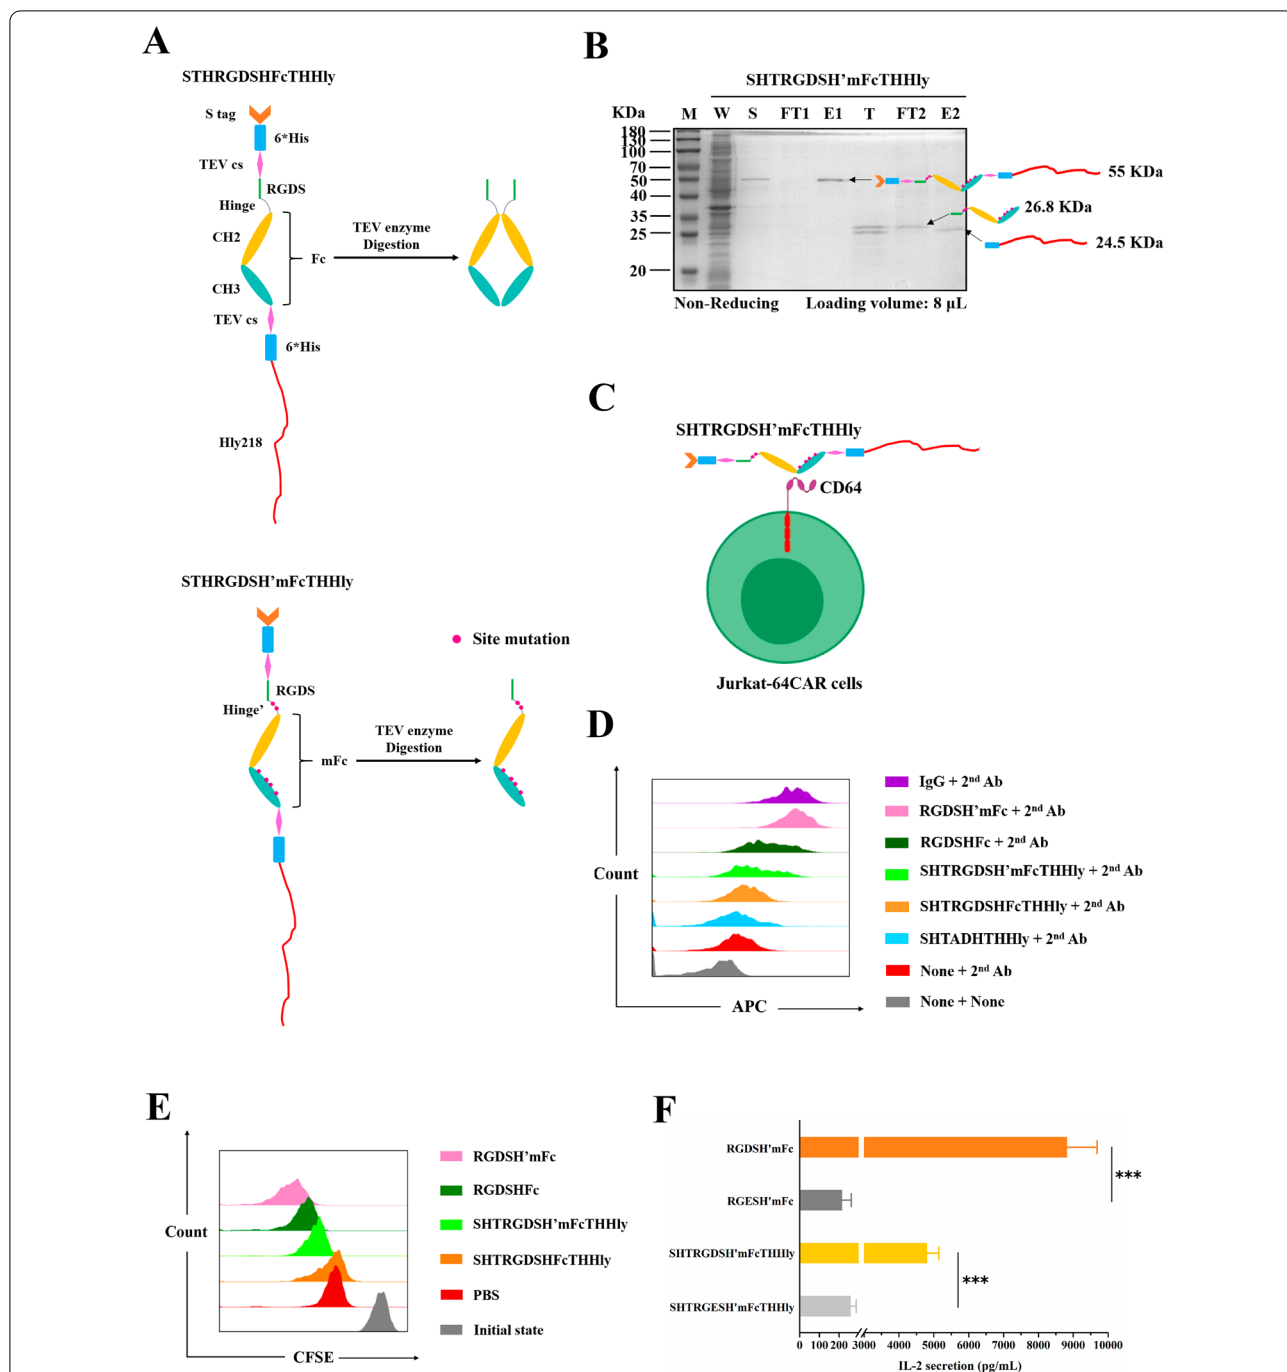 A
STHRGDSHFcTHHly
S tag
6*His
TEV cs
RGDS
Hinge
CH2
CH3
Fc
TEV enzyme
Digestion
TEV cs
6*His
Hly218
STHRGDSH'mFcTHHly
Site mutation
RGDS
Hinge'
mFc
TEV enzyme
Digestion
B
SHTRGDSH'mFcTHHly
KDa M W S FT1 E1 T FT2 E2
180
130
100
70
50
40
35
25
20
55 KDa
26.8 KDa
24.5 KDa
Non-Reducing Loading volume: 8 µL
C
SHTRGDSH'mFcTHHly
CD64
Jurkat-64CAR cells
D
Count
APC
IgG + 2nd Ab
RGDSH'mFc + 2nd Ab
RGDSHFc + 2nd Ab
SHTRGDSH'mFcTHHly + 2nd Ab
SHTRGDSHFcTHHly + 2nd Ab
SHTADHTHHly + 2nd Ab
None + 2nd Ab
None + None
E
Count
CFSE
RGDSH'mFc
RGDSHFc
SHTRGDSH'mFcTHHly
SHTRGDSHFcTHHly
PBS
Initial state
F
RGDSH'mFc
RGESH'mFc
SHTRGDSH'mFcTHHly
SHTRGESH'mFcTHHly
***
***
0 100 200 3000 4000 5000 6000 7000 8000 9000 10000
IL-2 secretion (pg/mL)